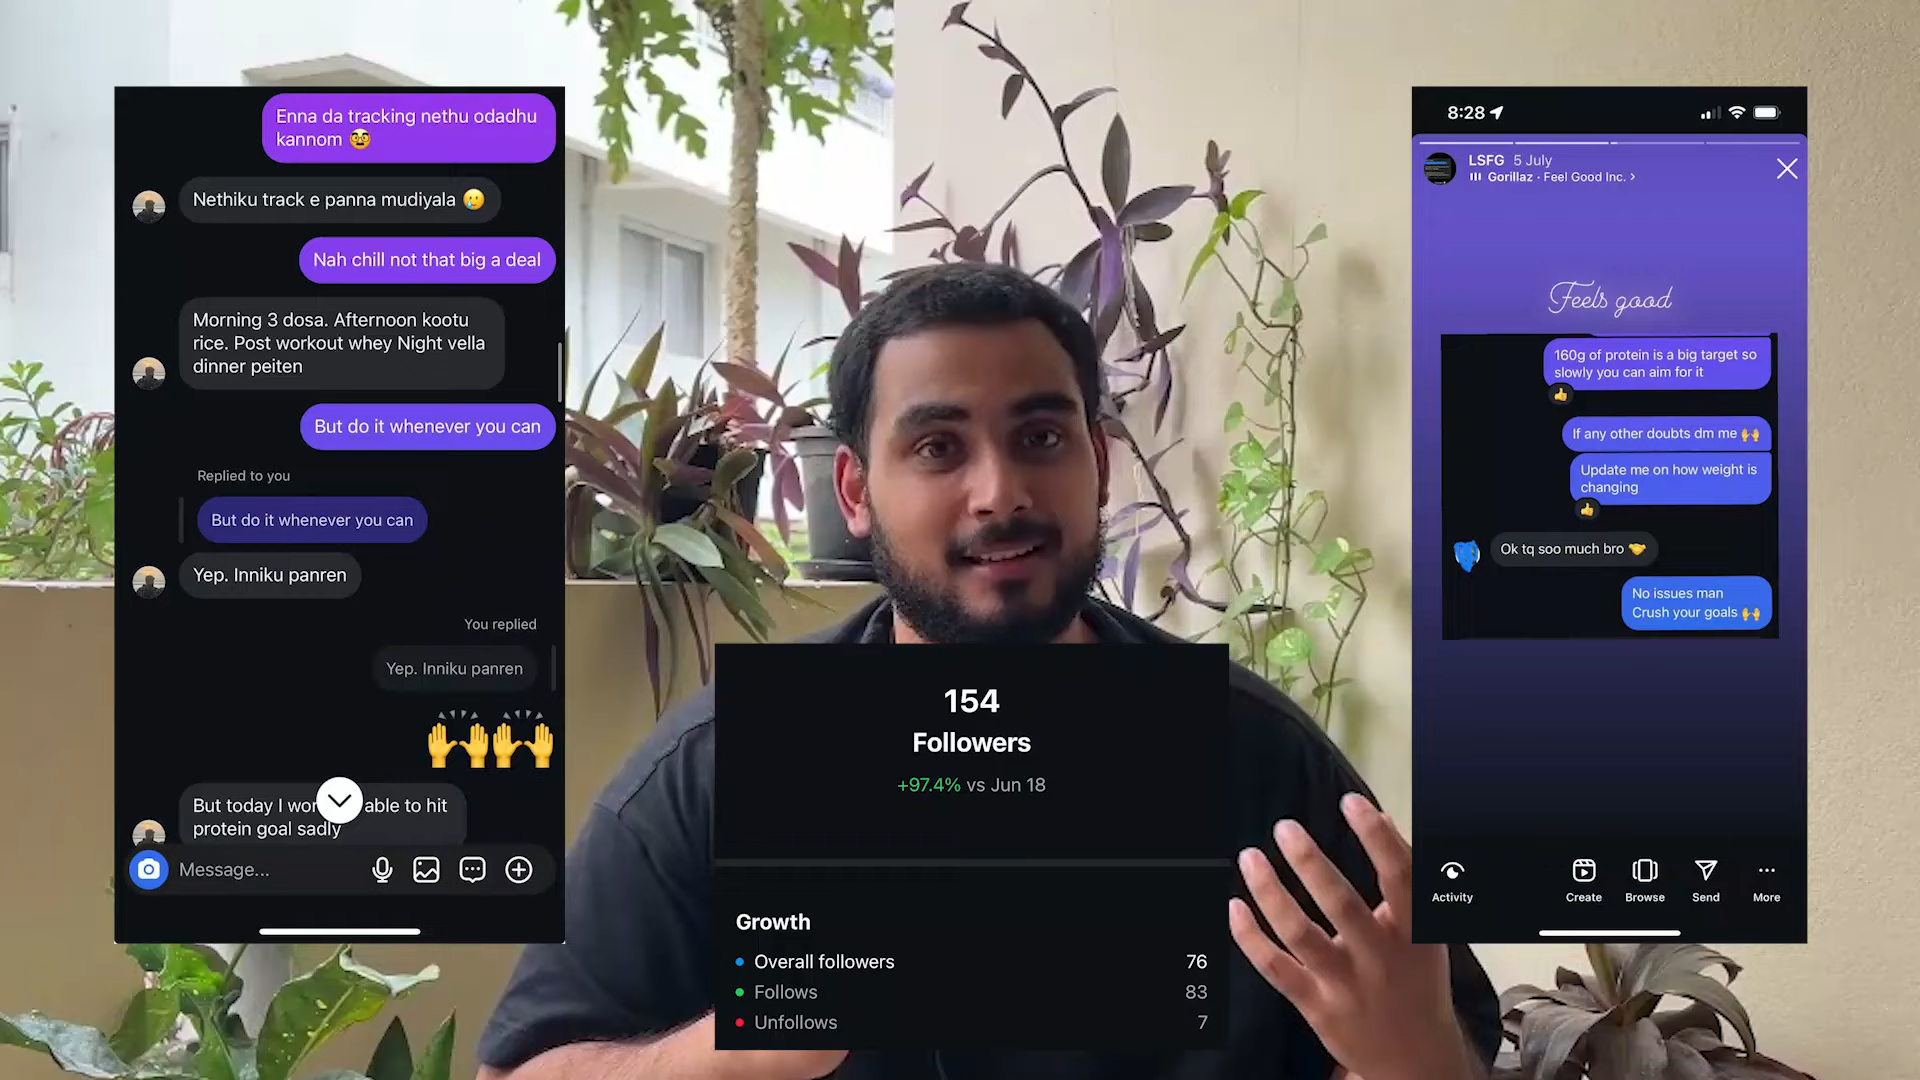 Enna da tracking nethu odadhu
kannom 🥸
Nethiku track e panna mudiyala 🥲
Nah chill not that big a deal
Morning 3 dosa. Afternoon kootu
rice. Post workout whey Night vella
dinner peiten
But do it whenever you can
Replied to you
But do it whenever you can
Yep. Inniku panren
You replied
Yep. Inniku panren
🙌🙌
But today I wor able to hit
protein goal sadly
Message...
154
Followers
+97.4% vs Jun 18
Growth
Overall followers 76
Follows 83
Unfollows 7
8:28
LSFG 5 July
Gorillaz · Feel Good Inc. >
Feels good
160g of protein is a big target so
slowly you can aim for it
👍
If any other doubts dm me 🙌
Update me on how weight is
changing
👍
Ok tq soo much bro 🤝
No issues man
Crush your goals 🙌
Activity
Create
Browse
Send
More